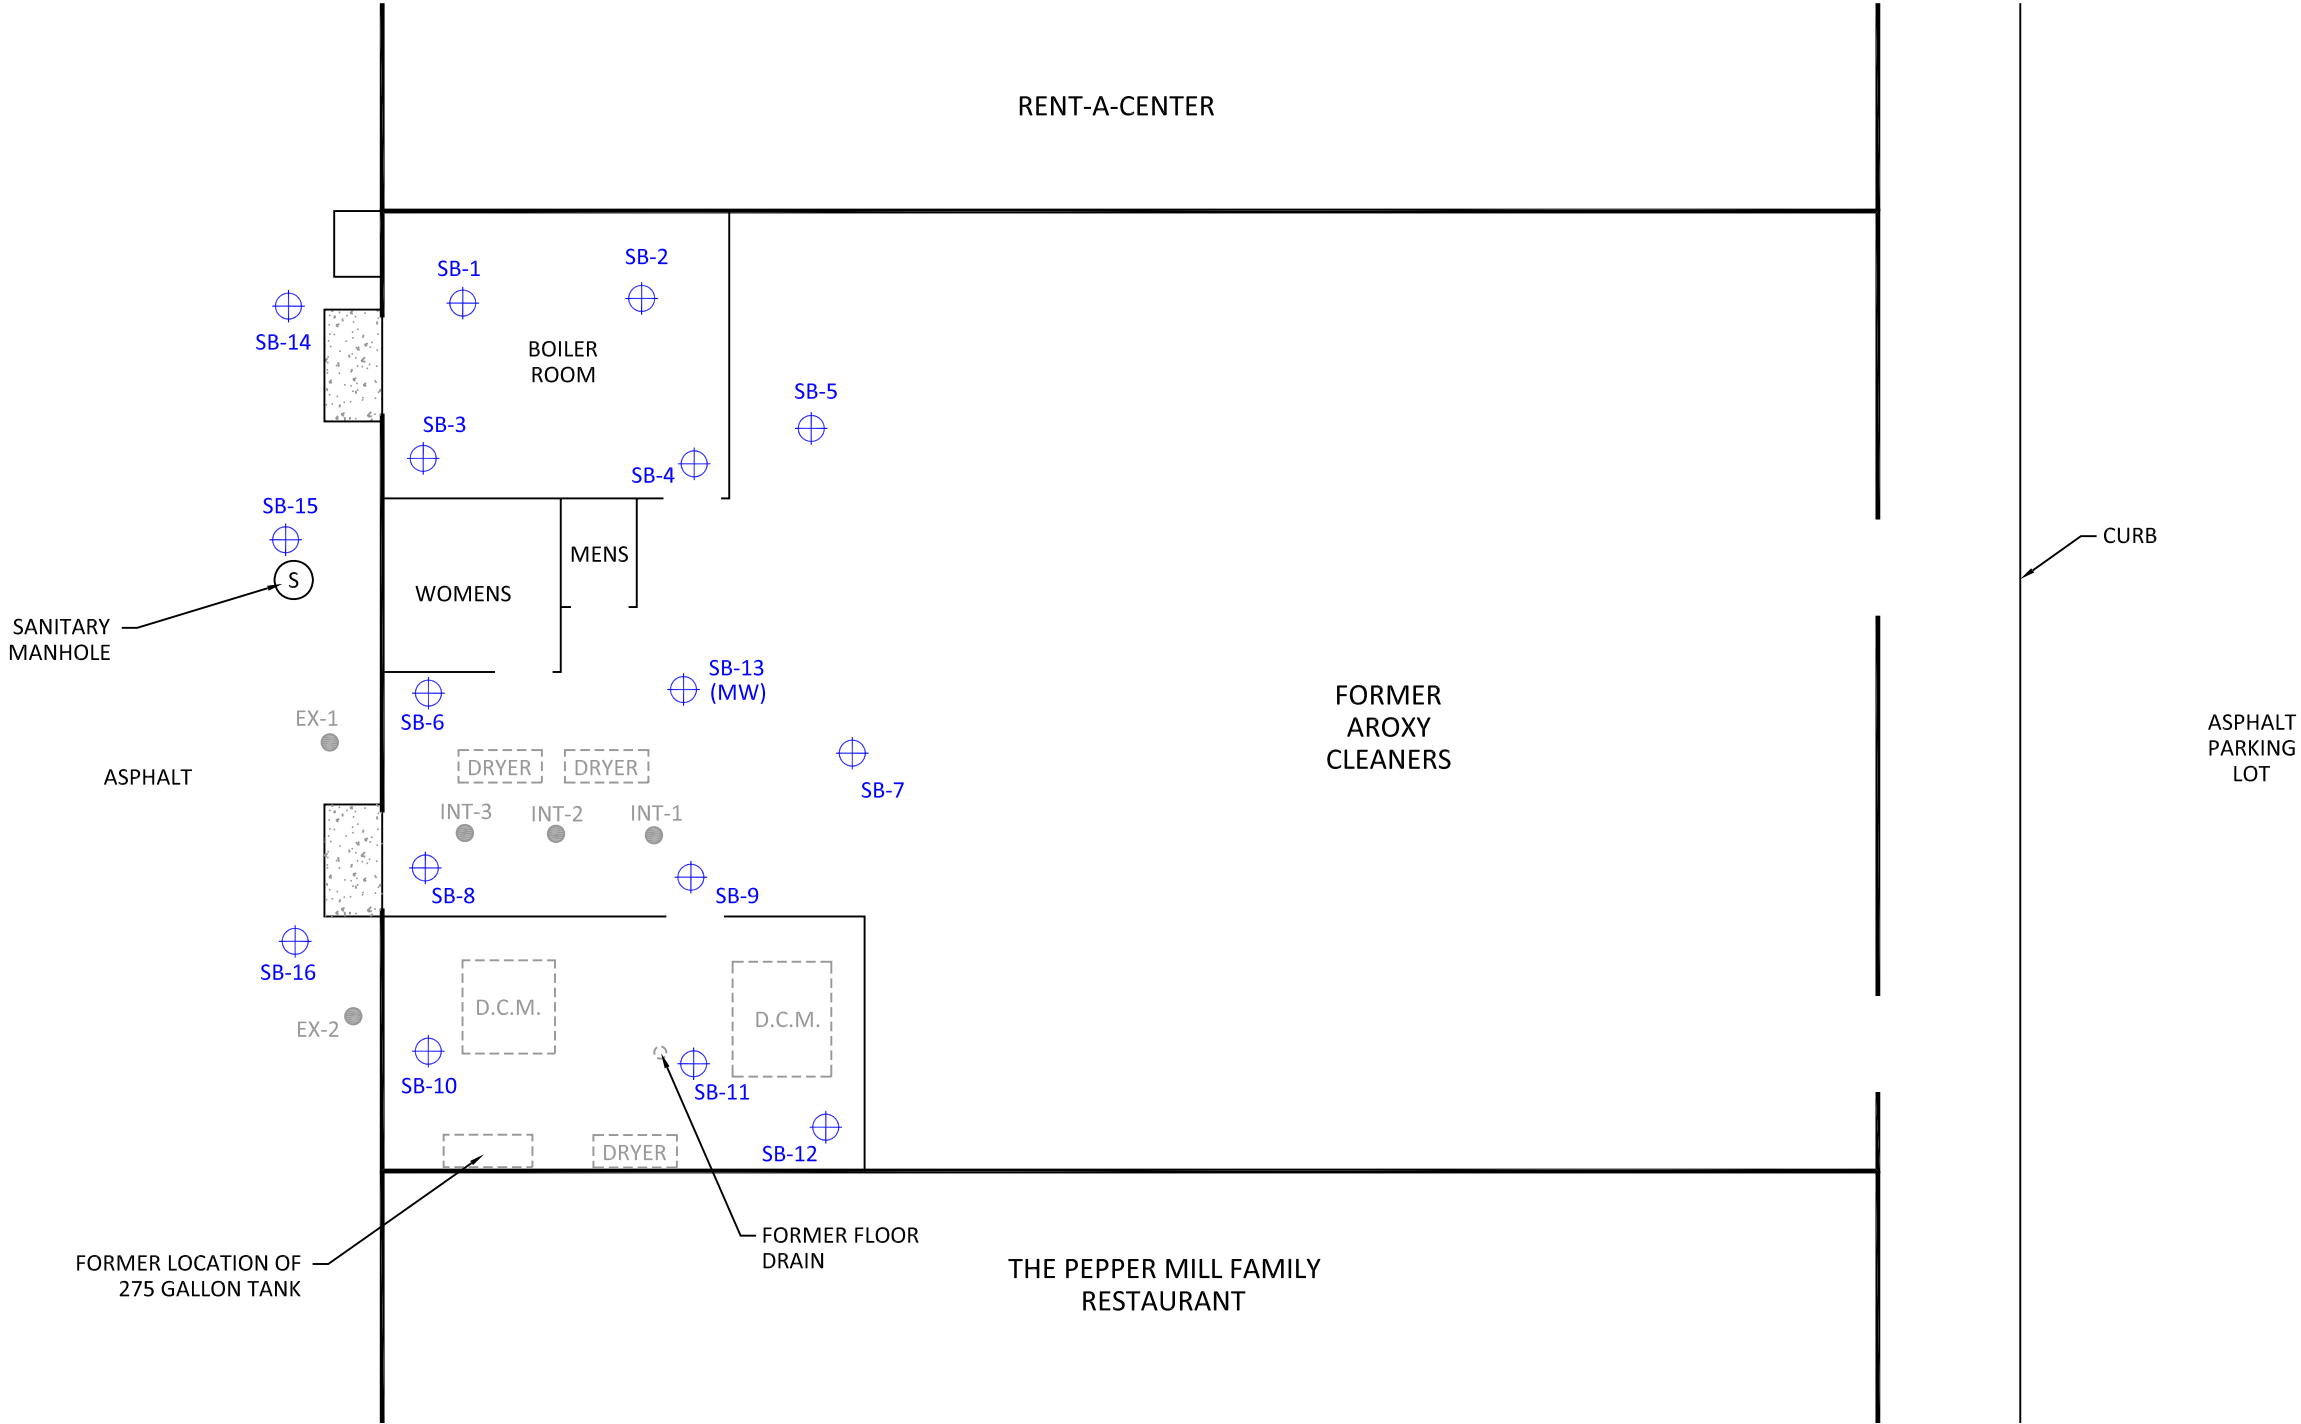 RENT-A-CENTER
SB-1
SB-2
SB-14
BOILER
ROOM
SB-5
SB-3
SB-4
SB-15
CURB
MENS
S
WOMENS
SANITARY
MANHOLE
SB-13
(MW)
FORMER
AROXY
CLEANERS
EX-1
SB-6
ASPHALT
PARKING
LOT
ASPHALT
DRYER
DRYER
SB-7
INT-3
INT-2
INT-1
SB-8
SB-9
SB-16
D.C.M.
D.C.M.
EX-2
SB-10
SB-11
DRYER
SB-12
FORMER FLOOR
DRAIN
FORMER LOCATION OF
275 GALLON TANK
THE PEPPER MILL FAMILY
RESTAURANT